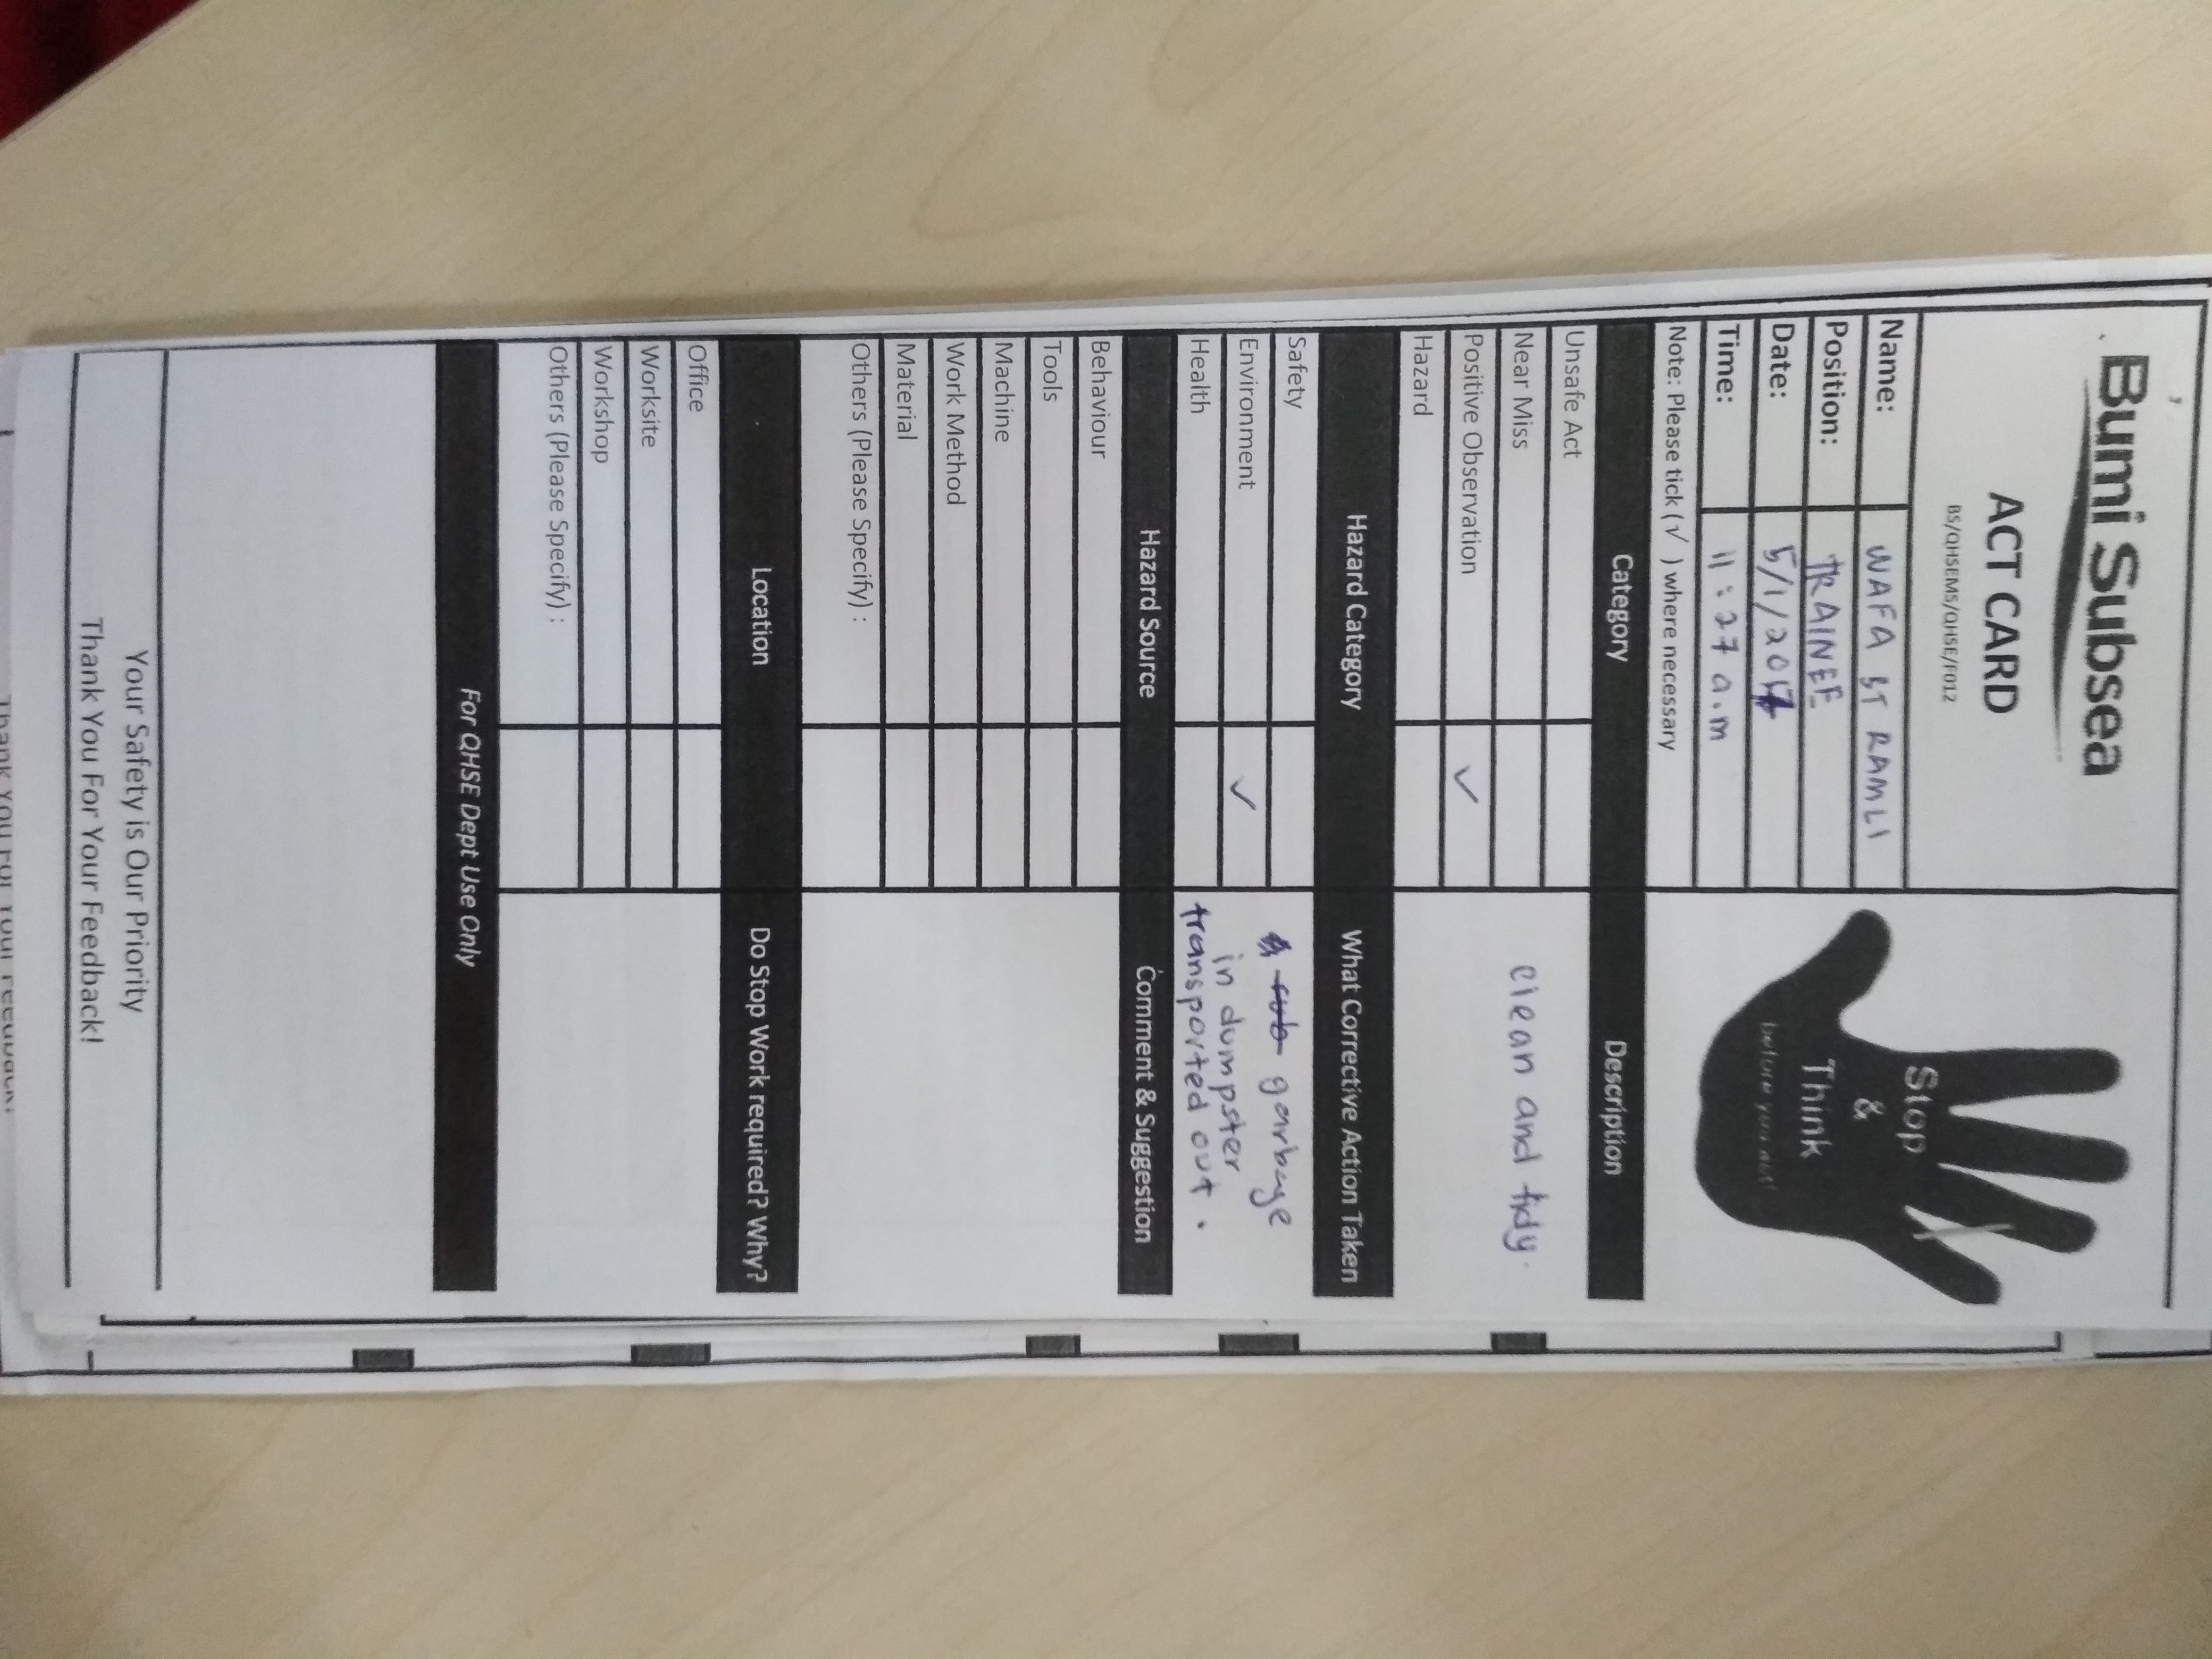 Bumi Subsea
ACT CARD
BS/QHSEMS/QHSE/F012
Stop
&
Think
before you act!
Name: WAFA BT RAMLI
Position: TRAINEE
Date: 5/1/2017
Time: 11:27 a.m
Note: Please tick (√ ) where necessary
Category Description
Unsafe Act
Near Miss
Positive Observation ✓
Hazard
clean and tidy.
Hazard Category What Corrective Action Taken
Safety
Environment ✓
Health
garbage
in dumpster
transported out.
Hazard Source Comment & Suggestion
Behaviour
Tools
Machine
Work Method
Material
Others (Please Specify) :
Location Do Stop Work required? Why?
Office
Worksite
Workshop
Others (Please Specify) :
For QHSE Dept Use Only
Your Safety is Our Priority
Thank You For Your Feedback!
Thank You For Your Feedback!